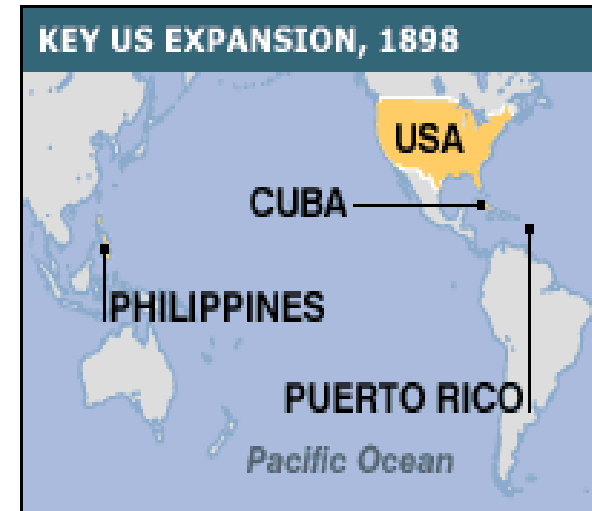 KEY US EXPANSION, 1898
USA
CUBA
PHILIPPINES
PUERTO RICO
Pacific Ocean